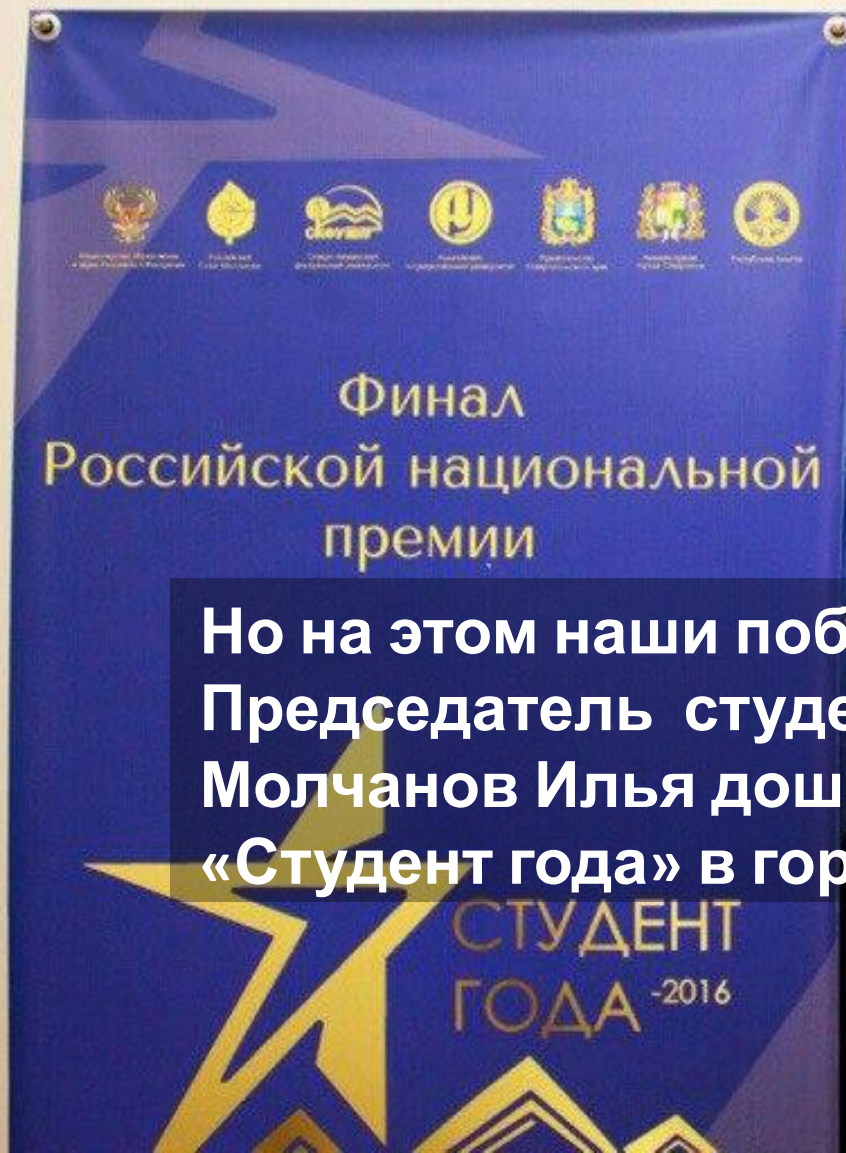 Финал
Российской национальной
премии
Но на этом наши поб
Председатель студе
Молчанов Илья дош
«Студент года» в гор
СТУДЕНТ
ГОДА -2016